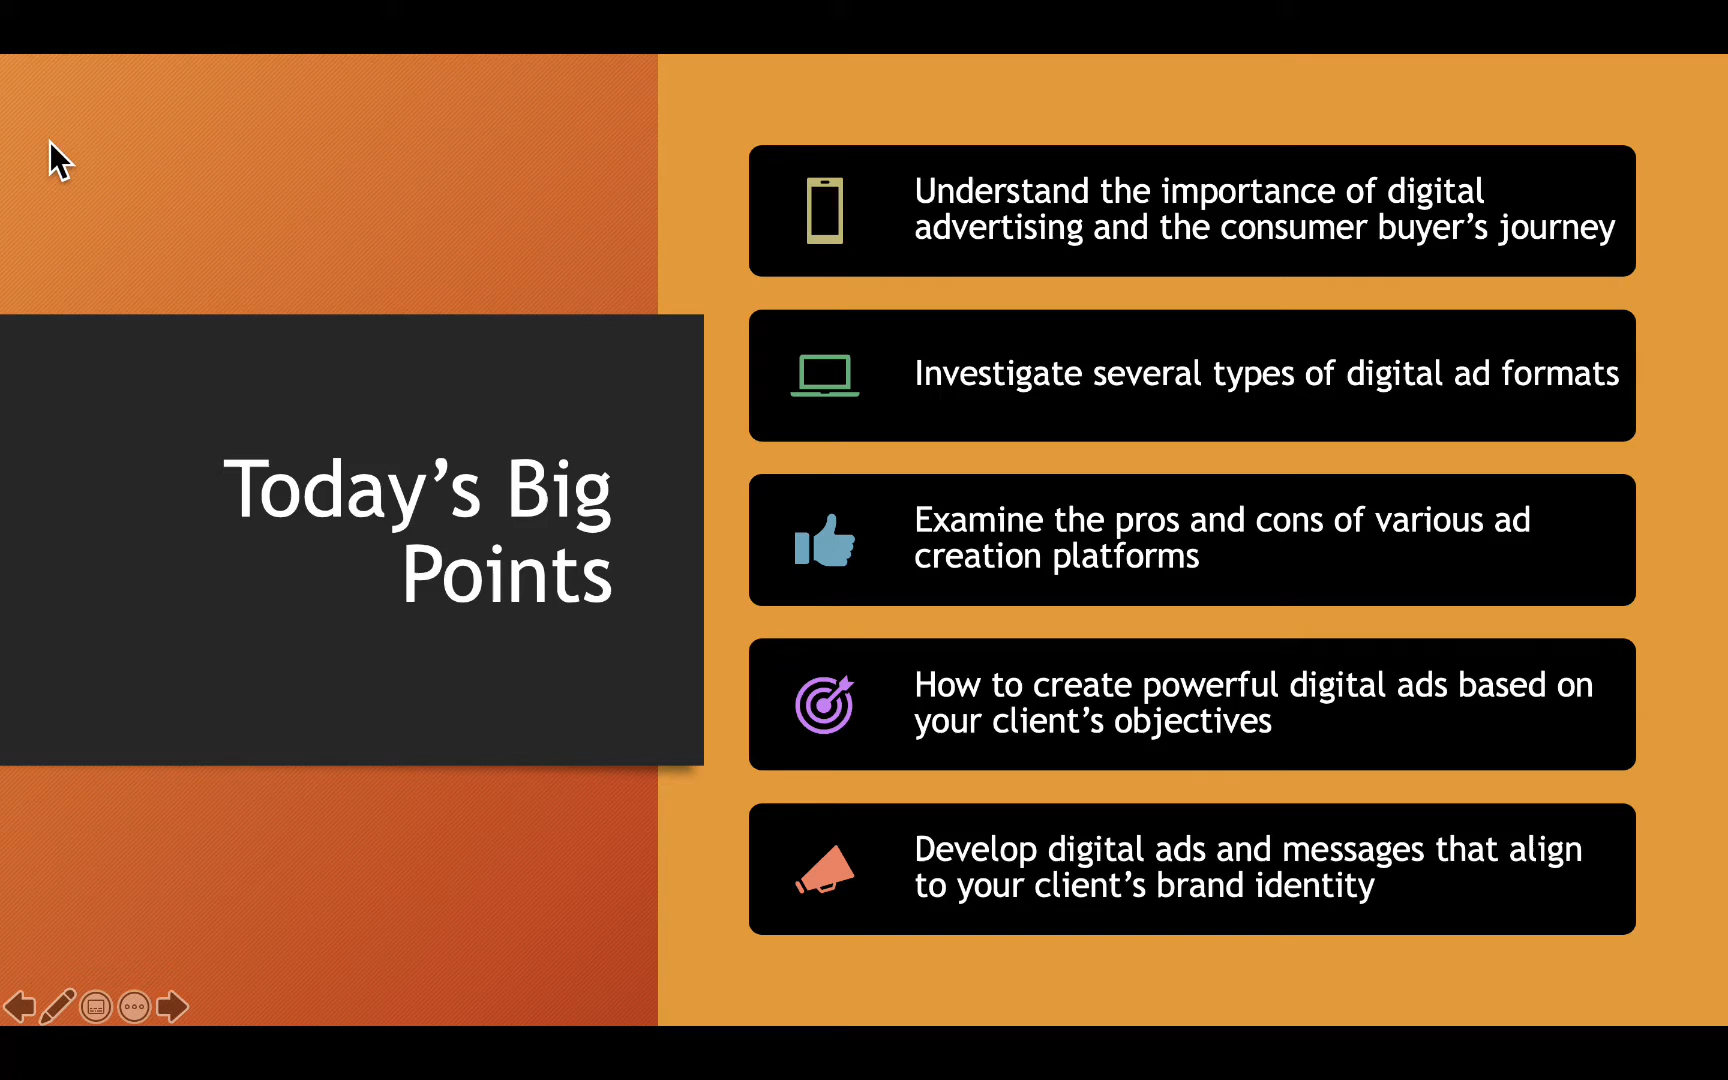 Today’s Big
Points
Understand the importance of digital
advertising and the consumer buyer’s journey
Investigate several types of digital ad formats
Examine the pros and cons of various ad
creation platforms
How to create powerful digital ads based on
your client’s objectives
Develop digital ads and messages that align
to your client’s brand identity